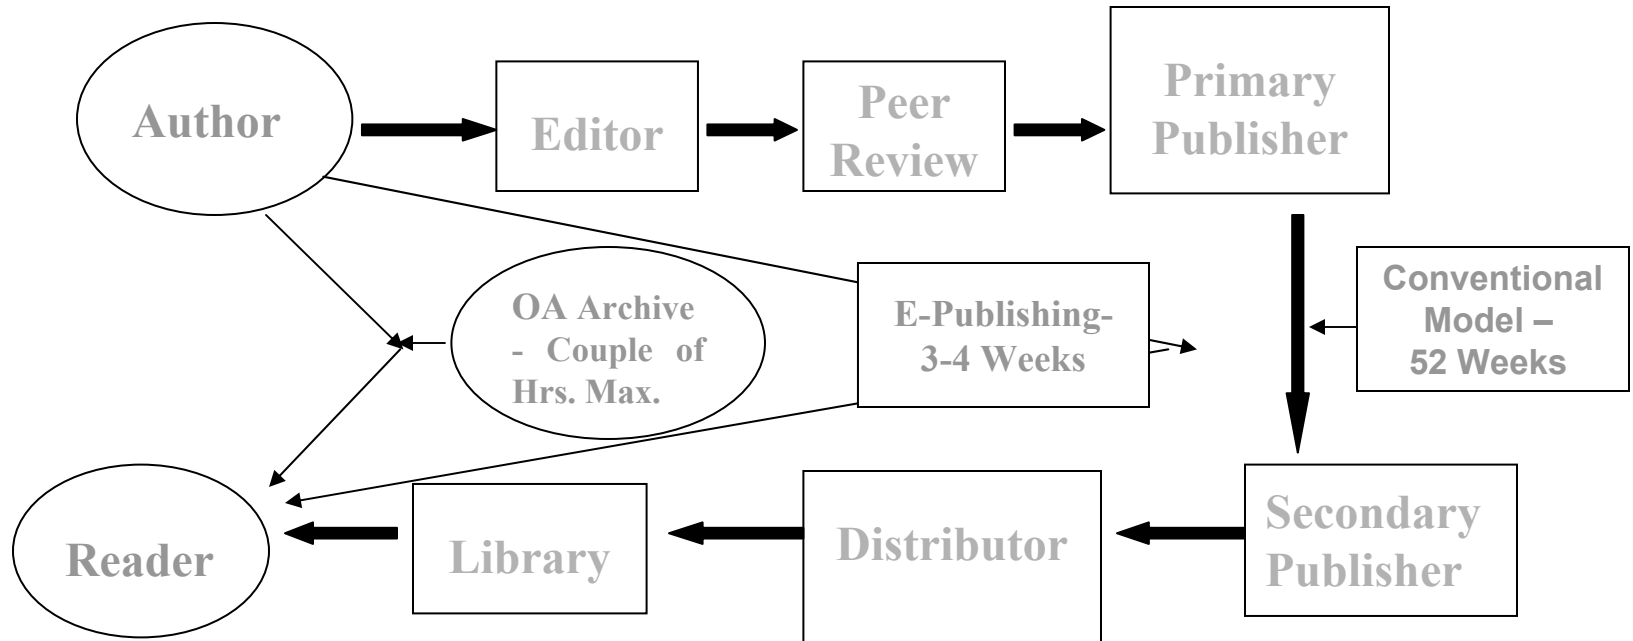 Author
Editor
Peer
Review
Primary
Publisher
OA Archive
- Couple of
Hrs. Max.
E-Publishing-
3-4 Weeks
Conventional
Model –
52 Weeks
Reader
Library
Distributor
Secondary
Publisher